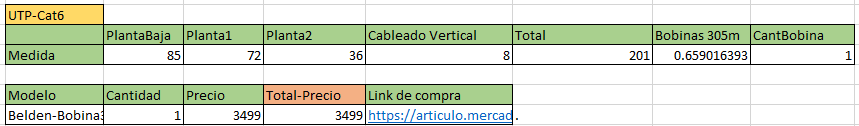 UTP-Cat6
PlantaBaja Planta1 Planta2 Cableado Vertical Total Bobinas 305m CantBobina
Medida 85 72 36 8 201 0.659016393 1
Modelo Cantidad Precio Total-Precio Link de compra
Belden-Bobina3 1 3499 3499 https://articulo.mercad .